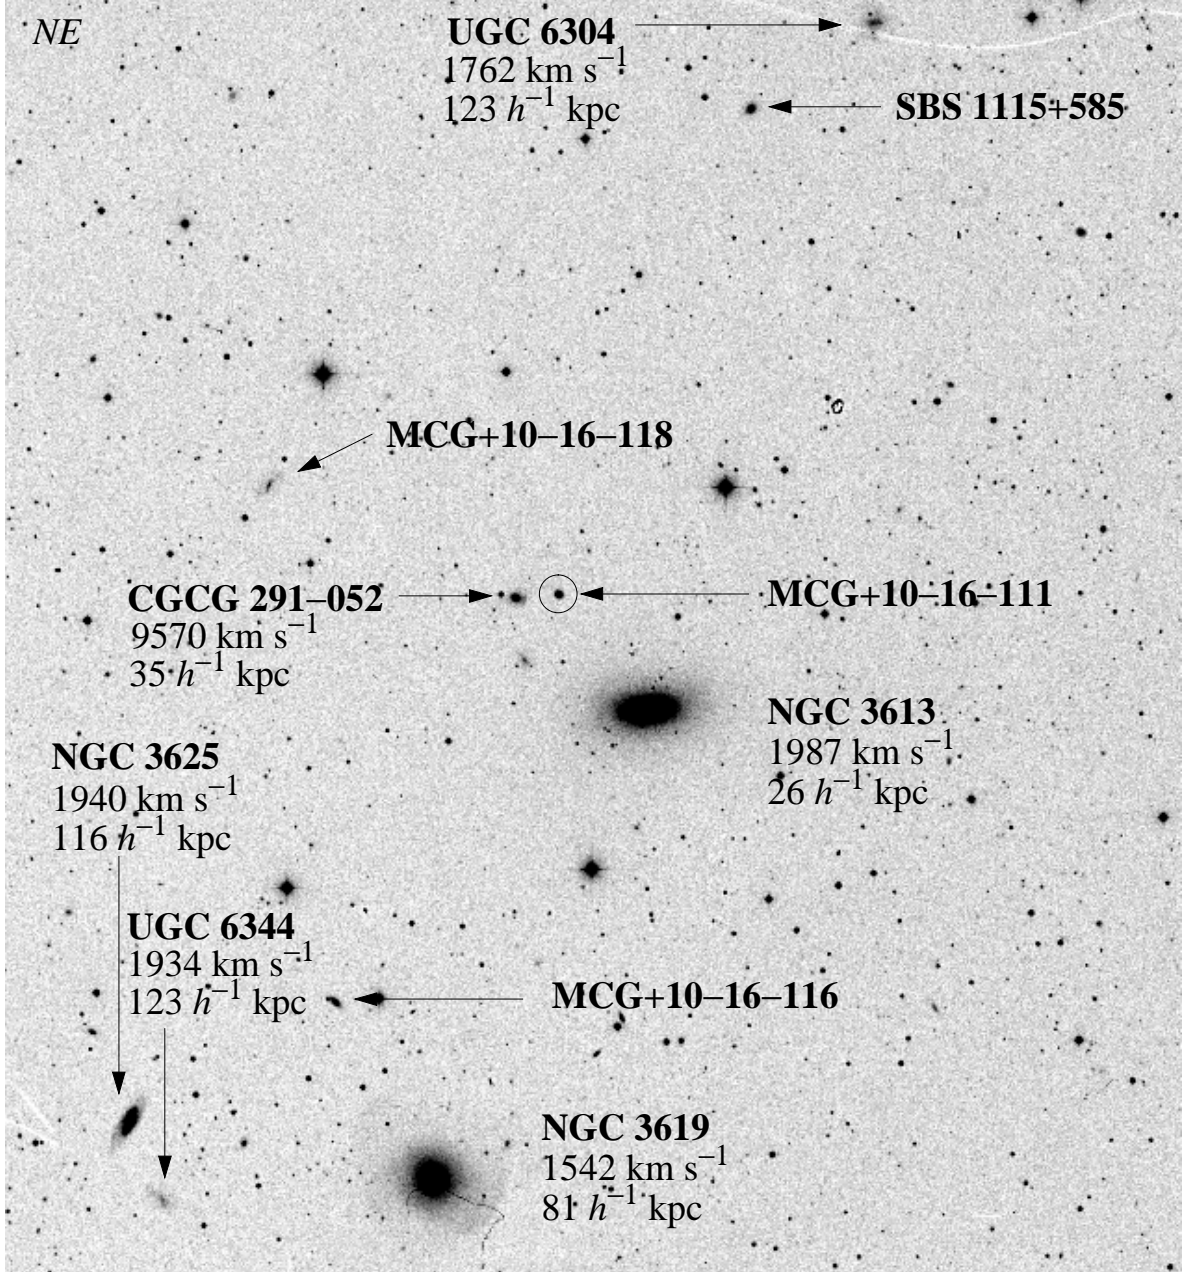 NE
UGC 6304
1762 km s⁻¹
123 h⁻¹ kpc
SBS 1115+585
MCG+10−16−118
CGCG 291−052
9570 km s⁻¹
35 h⁻¹ kpc
MCG+10−16−111
NGC 3613
1987 km s⁻¹
26 h⁻¹ kpc
NGC 3625
1940 km s⁻¹
116 h⁻¹ kpc
UGC 6344
1934 km s⁻¹
123 h⁻¹ kpc
MCG+10−16−116
NGC 3619
1542 km s⁻¹
81 h⁻¹ kpc